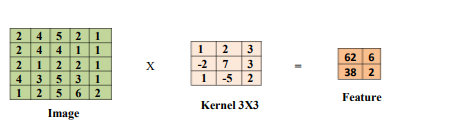 2 4 5 2 1
2 4 4 1 1
2 1 2 2 1
4 3 5 3 1
1 2 5 6 2
Image
X
1 2 3
-2 7 3
1 -5 2
Kernel 3X3
=
62 6
38 2
Feature